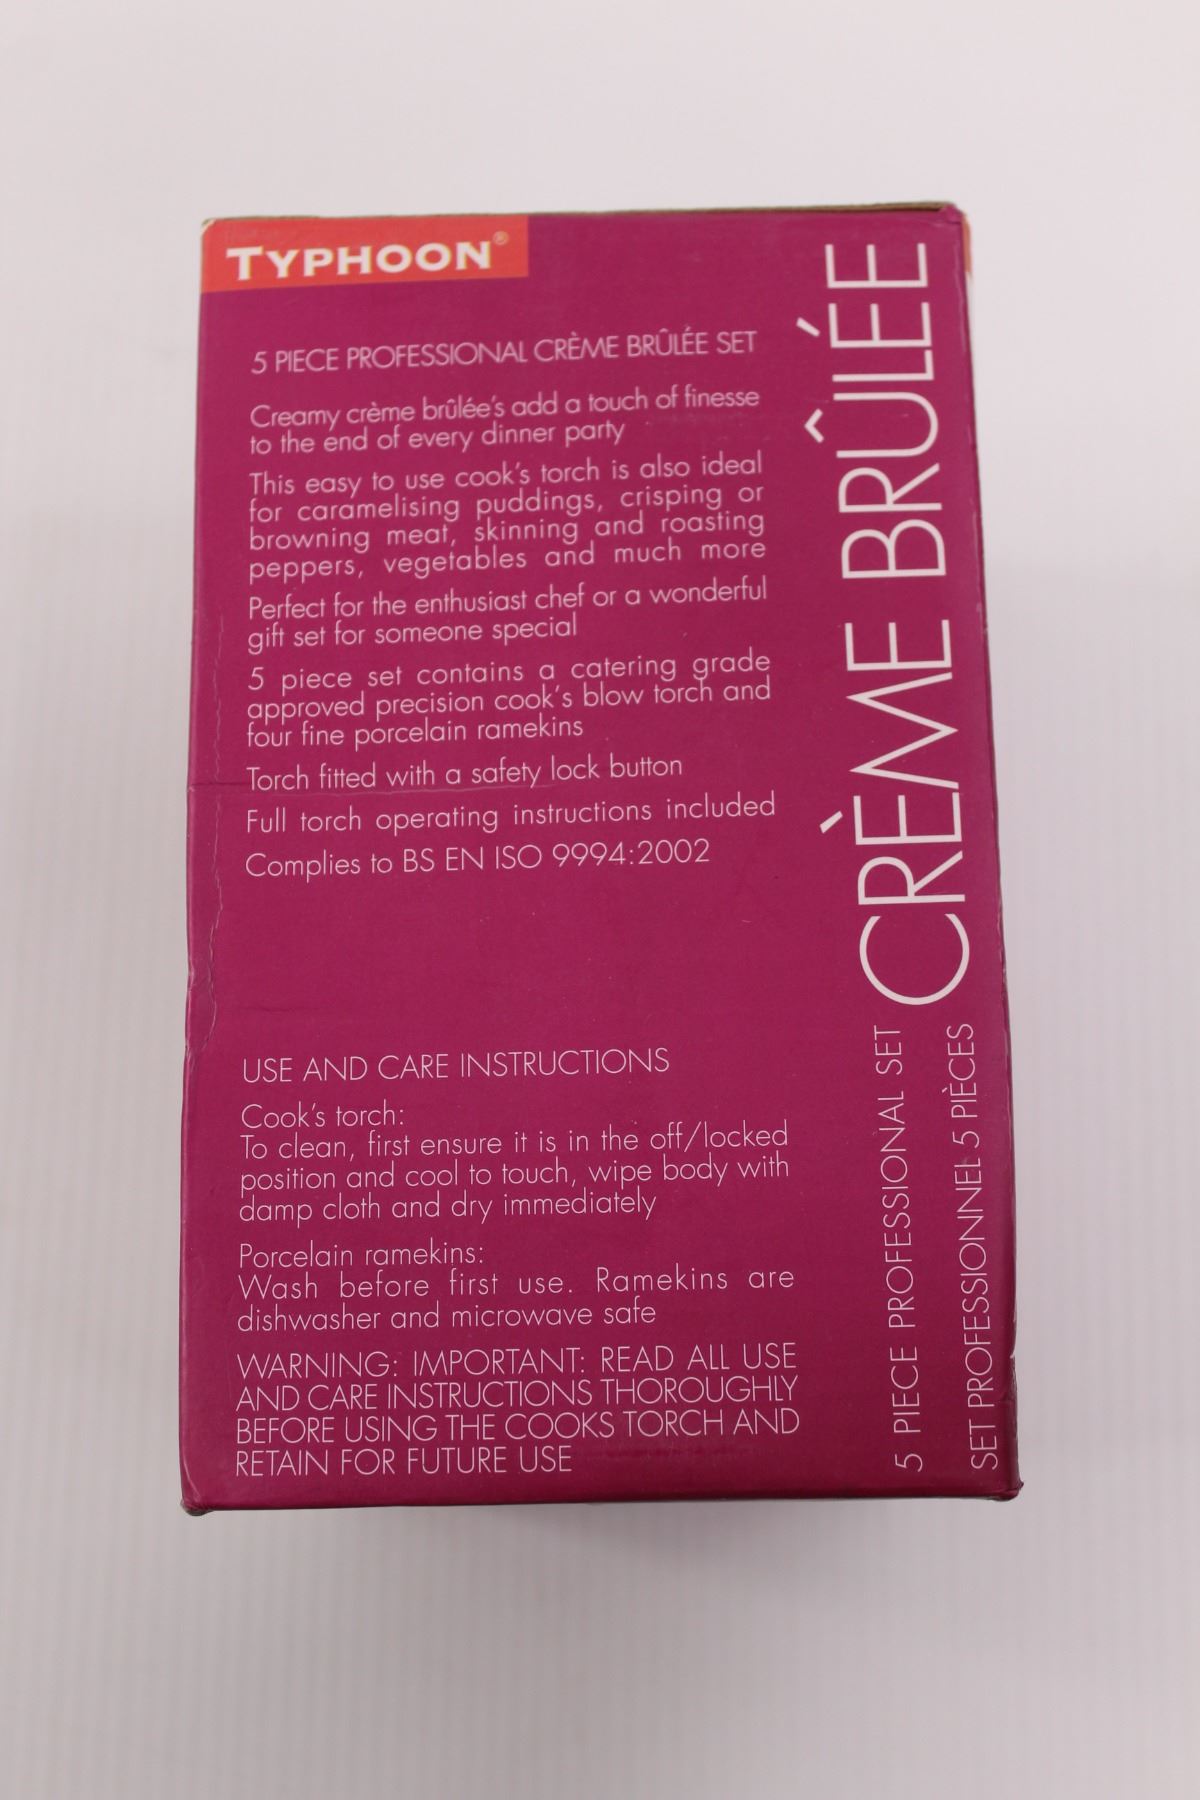 TYPHOON®
5 PIECE PROFESSIONAL CRÈME BRÛLÉE SET
Creamy crème brûlée's add a touch of finesse
to the end of every dinner party
This easy to use cook's torch is also ideal
for caramelising puddings, crisping or
browning meat, skinning and roasting
peppers, vegetables and much more
Perfect for the enthusiast chef or a wonderful
gift set for someone special
5 piece set contains a catering grade
approved precision cook's blow torch and
four fine porcelain ramekins
Torch fitted with a safety lock button
Full torch operating instructions included
Complies to BS EN ISO 9994:2002
USE AND CARE INSTRUCTIONS
Cook's torch:
To clean, first ensure it is in the off/locked
position and cool to touch, wipe body with
damp cloth and dry immediately
Porcelain ramekins:
Wash before first use. Ramekins are
dishwasher and microwave safe
WARNING: IMPORTANT: READ ALL USE
AND CARE INSTRUCTIONS THOROUGHLY
BEFORE USING THE COOKS TORCH AND
RETAIN FOR FUTURE USE
CRÈME BRÛLÉE
5 PIECE PROFESSIONAL SET
SET PROFESSIONNEL 5 PIÈCES